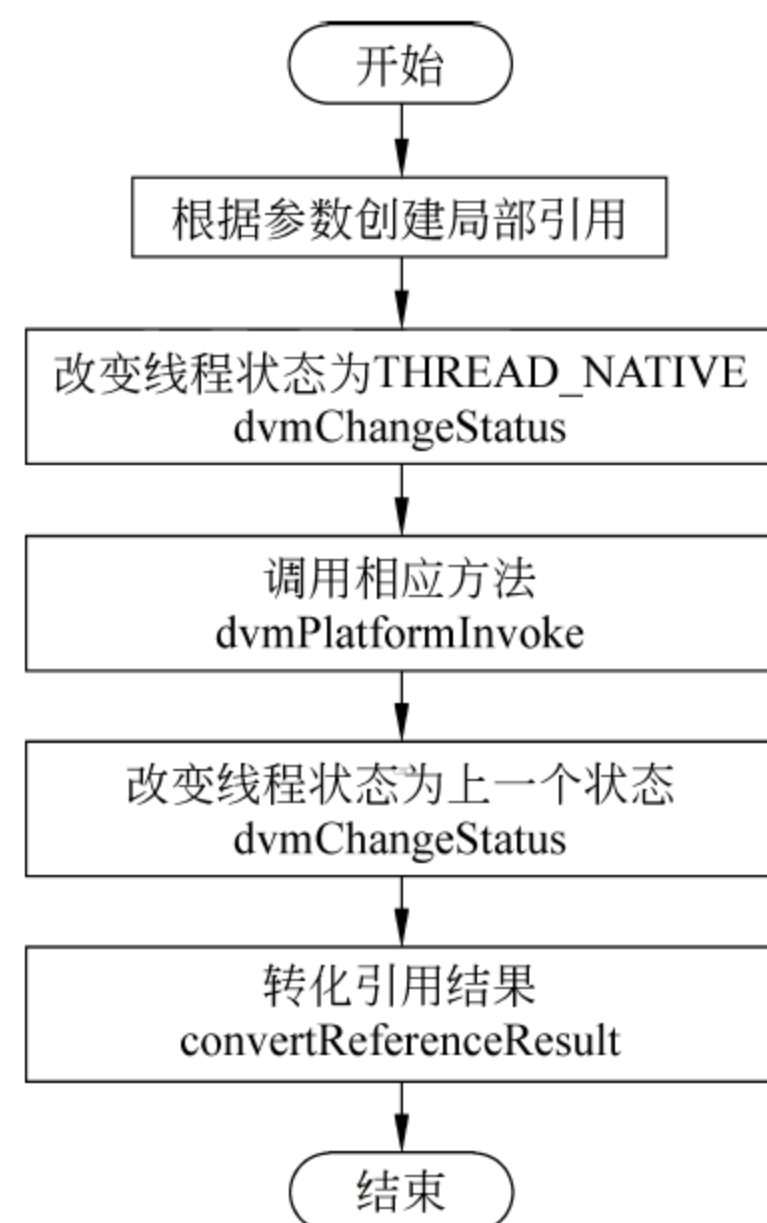 开始
根据参数创建局部引用
改变线程状态为THREAD_NATIVE
dvmChangeStatus
调用相应方法
dvmPlatformInvoke
改变线程状态为上一个状态
dvmChangeStatus
转化引用结果
convertReferenceResult
结束